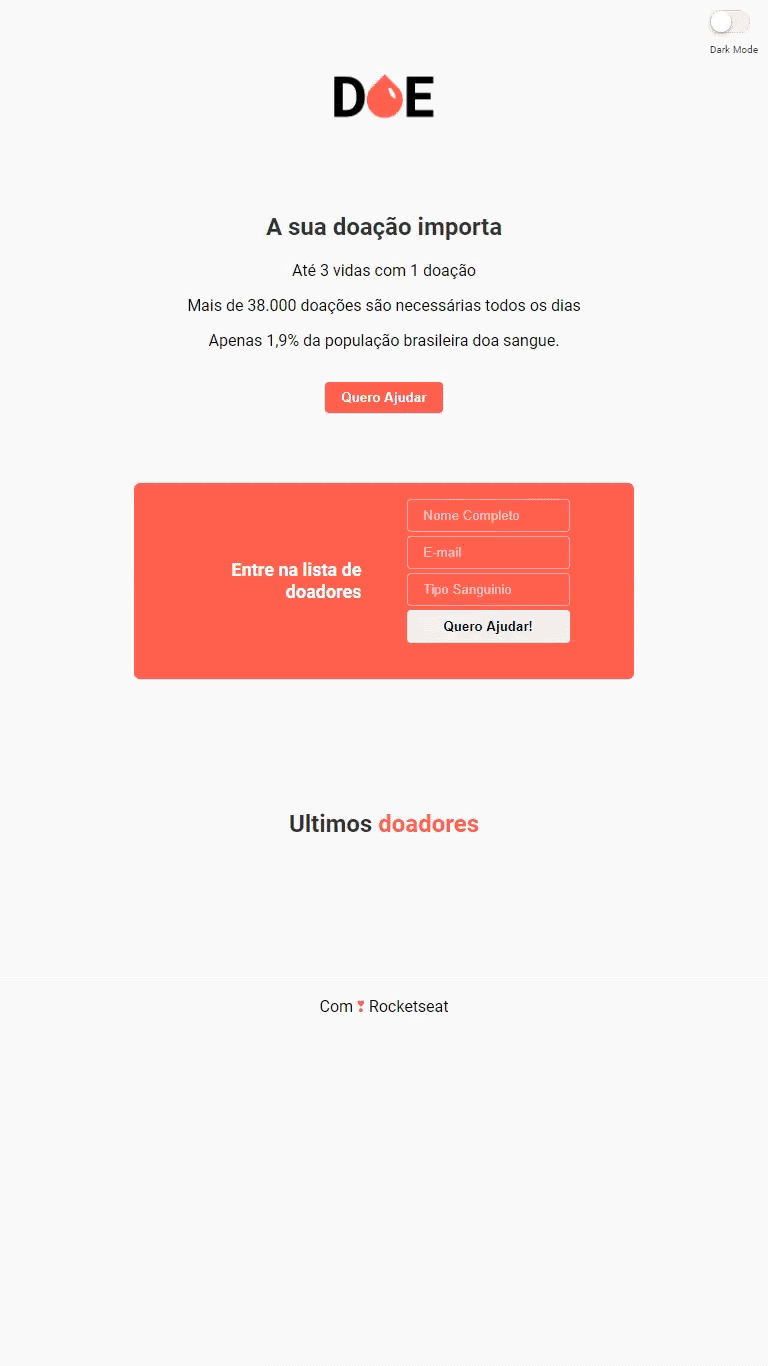 Dark Mode
DOE
A sua doação importa
Até 3 vidas com 1 doação
Mais de 38.000 doações são necessárias todos os dias
Apenas 1,9% da população brasileira doa sangue.
Quero Ajudar
Entre na lista de
doadores
Nome Completo
E-mail
Tipo Sanguinio
Quero Ajudar!
Ultimos doadores
Com ❣ Rocketseat